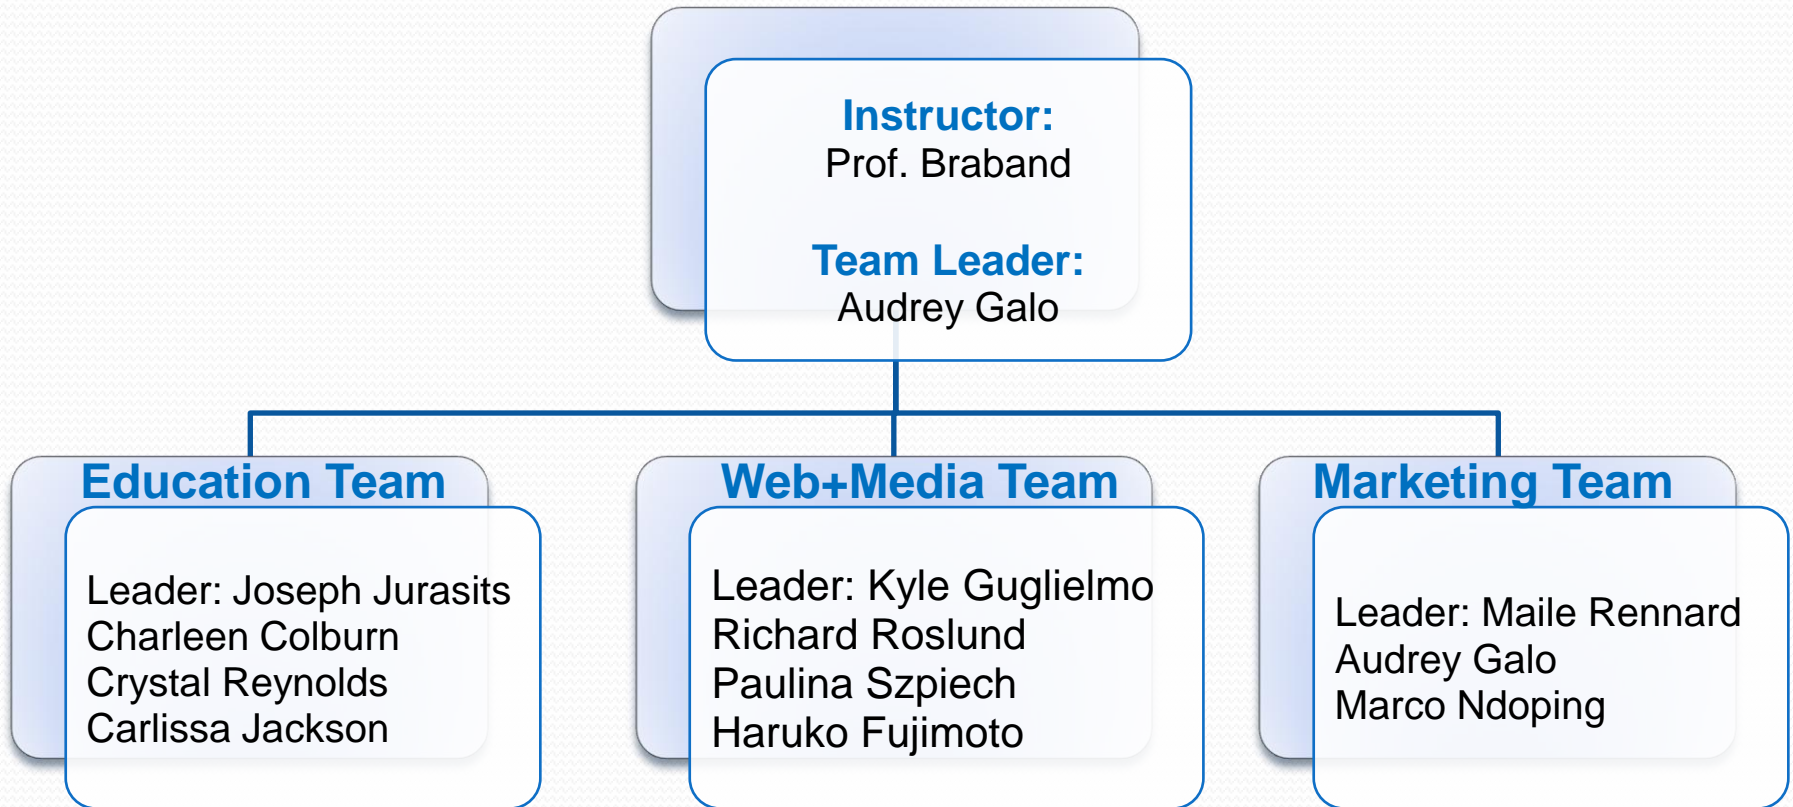 Instructor:
Prof. Braband
Team Leader:
Audrey Galo
Education Team
Leader: Joseph Jurasits
Charleen Colburn
Crystal Reynolds
Carlissa Jackson
Web+Media Team
Leader: Kyle Guglielmo
Richard Roslund
Paulina Szpiech
Haruko Fujimoto
Marketing Team
Leader: Maile Rennard
Audrey Galo
Marco Ndoping